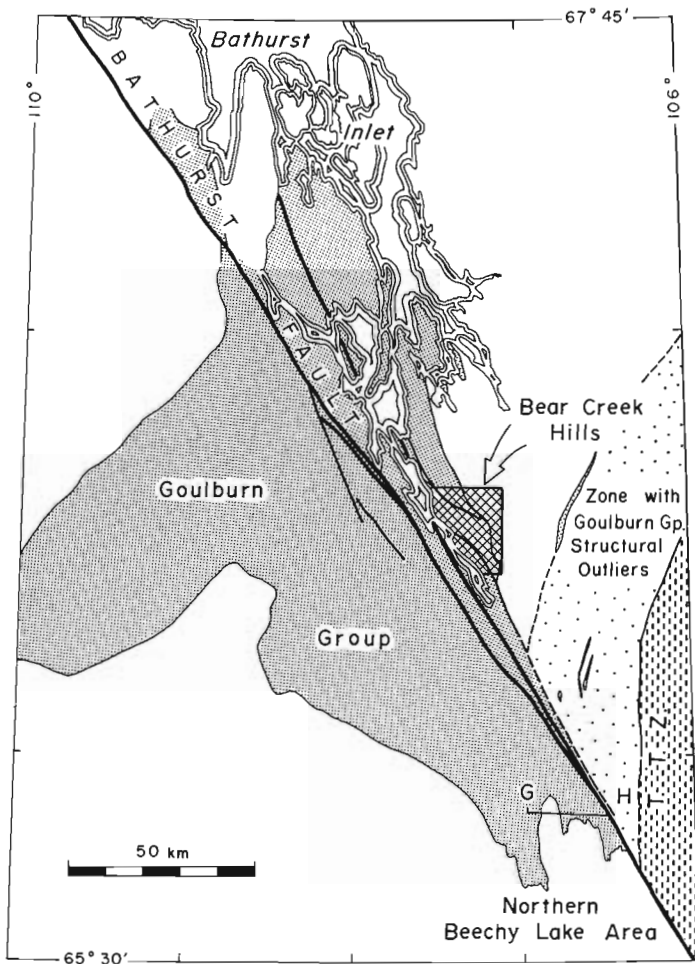 67° 45'
Bathurst
110°
106°
BATHURST
Inlet
FAULT
Bear Creek
Hills
Goulburn
Zone with
Goulburn Gp.
Structural
Outliers
Group
TTZ
G
H
50 km
Northern
Beechy Lake Area
65° 30'